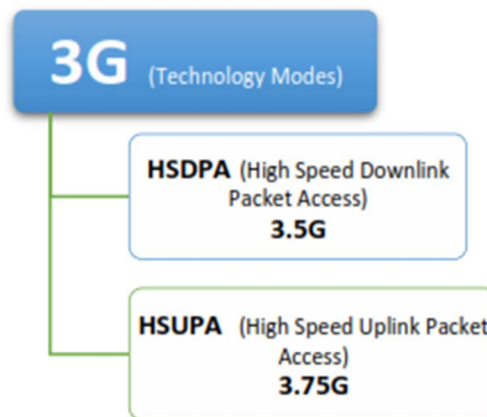 3G (Technology Modes)
HSDPA (High Speed Downlink
Packet Access)
3.5G
HSUPA (High Speed Uplink Packet
Access)
3.75G